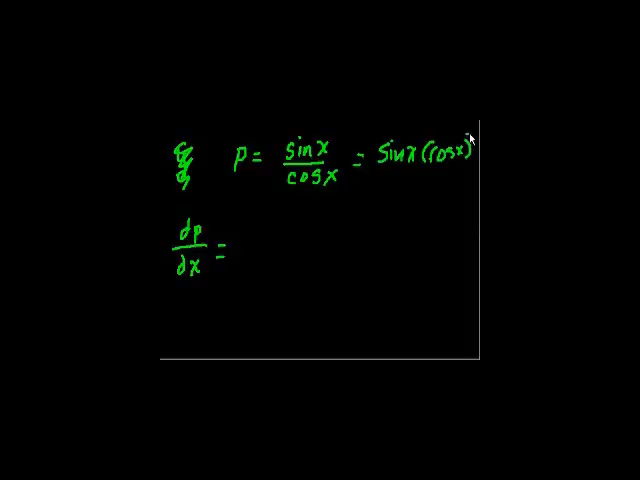 p = sinx/cosx = sinx(cosx)
dp/dx =